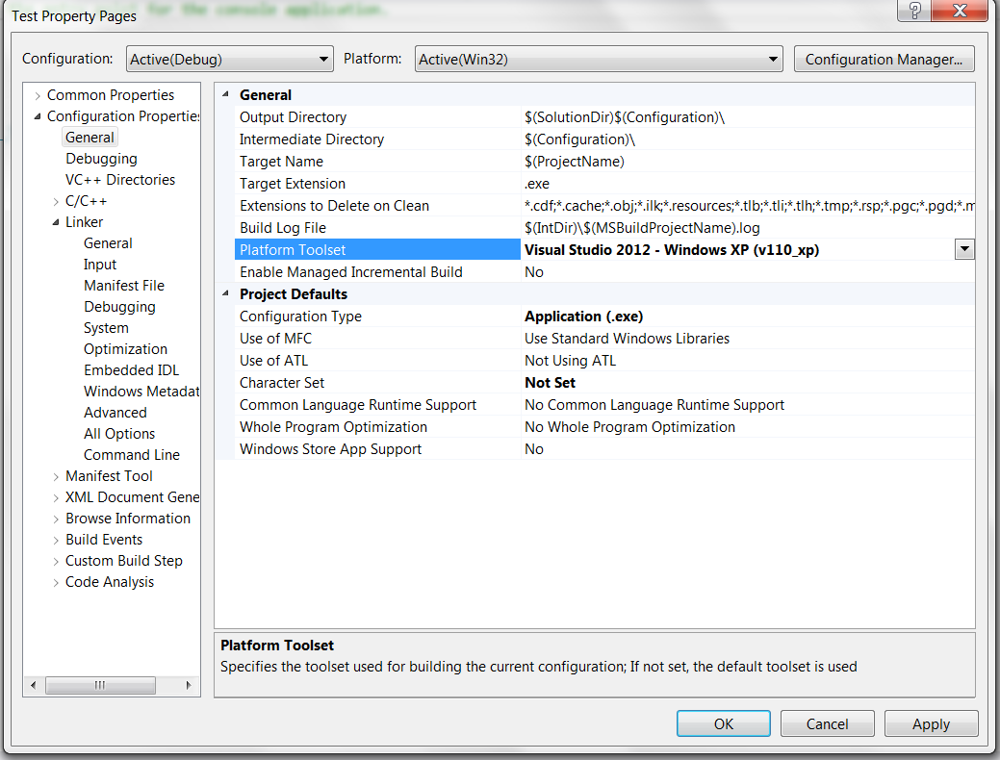 for the console application.
Test Property Pages
Configuration: Active(Debug) Platform: Active(Win32) Configuration Manager...
Common Properties
Configuration Propertie
General
Debugging
VC++ Directories
C/C++
Linker
General
Input
Manifest File
Debugging
System
Optimization
Embedded IDL
Windows Metadat
Advanced
All Options
Command Line
Manifest Tool
XML Document Gene
Browse Information
Build Events
Custom Build Step
Code Analysis
General
Output Directory $(SolutionDir)$(Configuration)\
Intermediate Directory $(Configuration)\
Target Name $(ProjectName)
Target Extension .exe
Extensions to Delete on Clean *.cdf;*.cache;*.obj;*.ilk;*.resources;*.tlb;*.tli;*.tlh;*.tmp;*.rsp;*.pgc;*.pgd;*.m
Build Log File $(IntDir)\$(MSBuildProjectName).log
Platform Toolset Visual Studio 2012 - Windows XP (v110_xp)
Enable Managed Incremental Build No
Project Defaults
Configuration Type Application (.exe)
Use of MFC Use Standard Windows Libraries
Use of ATL Not Using ATL
Character Set Not Set
Common Language Runtime Support No Common Language Runtime Support
Whole Program Optimization No Whole Program Optimization
Windows Store App Support No
Platform Toolset
Specifies the toolset used for building the current configuration; If not set, the default toolset is used
OK Cancel Apply